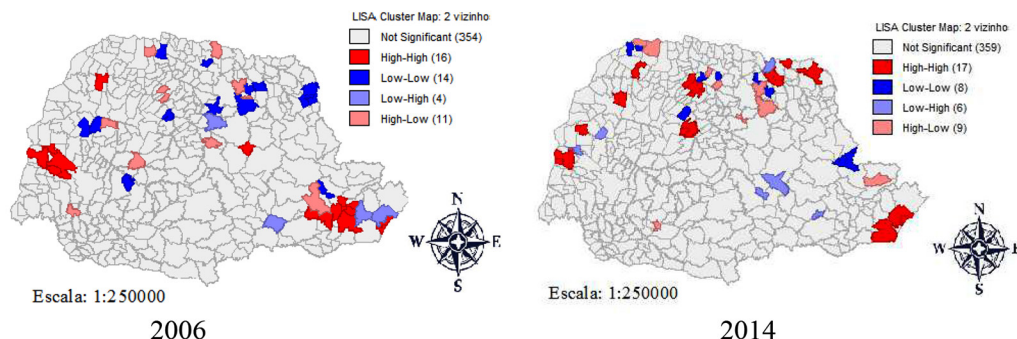 LISA Cluster Map: 2 vizinho
Not Significant (354)
High-High (16)
Low-Low (14)
Low-High (4)
High-Low (11)
N
W E
S
Escala: 1:250000
2006
LISA Cluster Map: 2 vizinho
Not Significant (359)
High-High (17)
Low-Low (8)
Low-High (6)
High-Low (9)
N
W E
S
Escala: 1:250000
2014